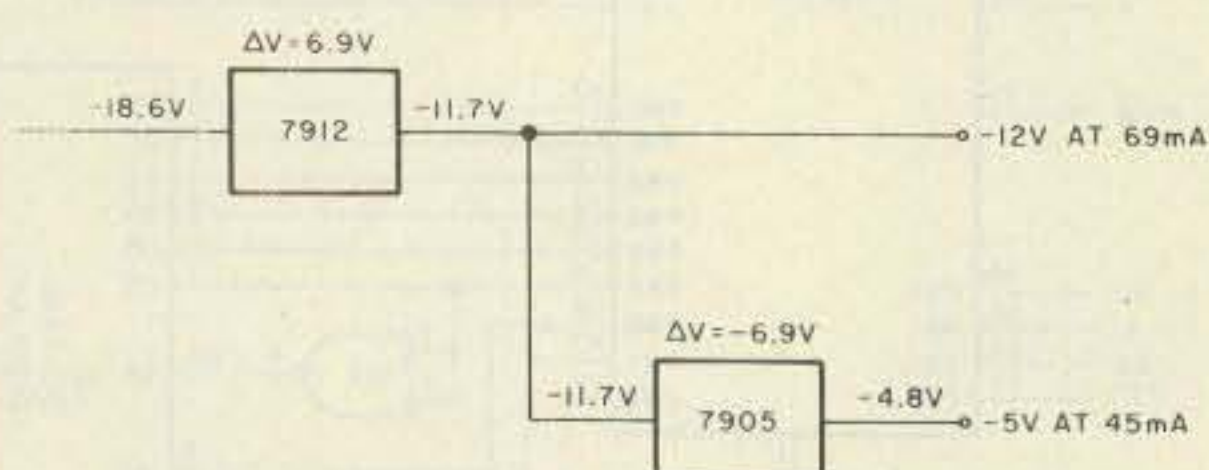 ΔV=6.9V
-18.6V
7912
-11.7V
-12V AT 69mA
ΔV=-6.9V
-11.7V
7905
-4.8V
-5V AT 45mA